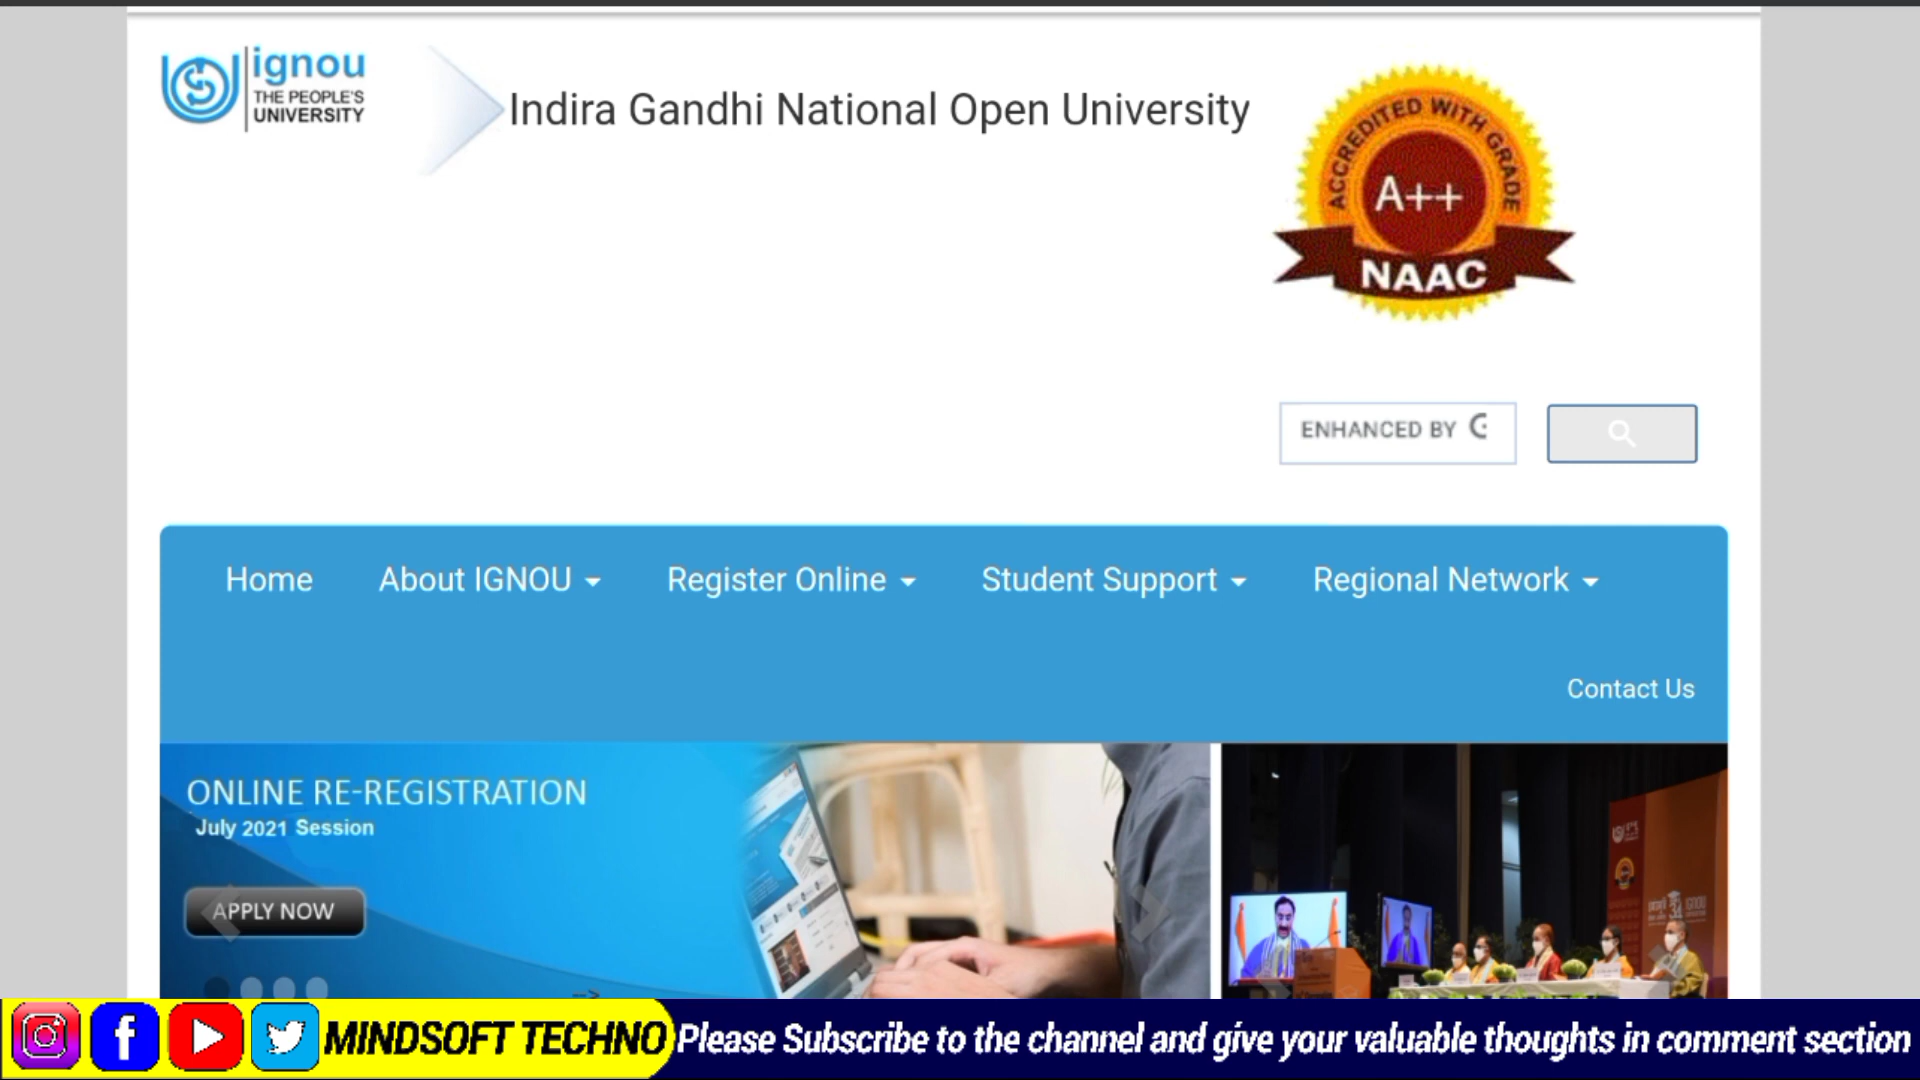 ignou
THE PEOPLE'S
UNIVERSITY
Indira Gandhi National Open University
ACCREDITED WITH GRADE
A++
NAAC
ENHANCED BY G
Home
About IGNOU
Register Online
Student Support
Regional Network
Contact Us
ONLINE RE-REGISTRATION
July 2021 Session
APPLY NOW
MINDSOFT TECHNO
Please Subscribe to the channel and give your valuable thoughts in comment section